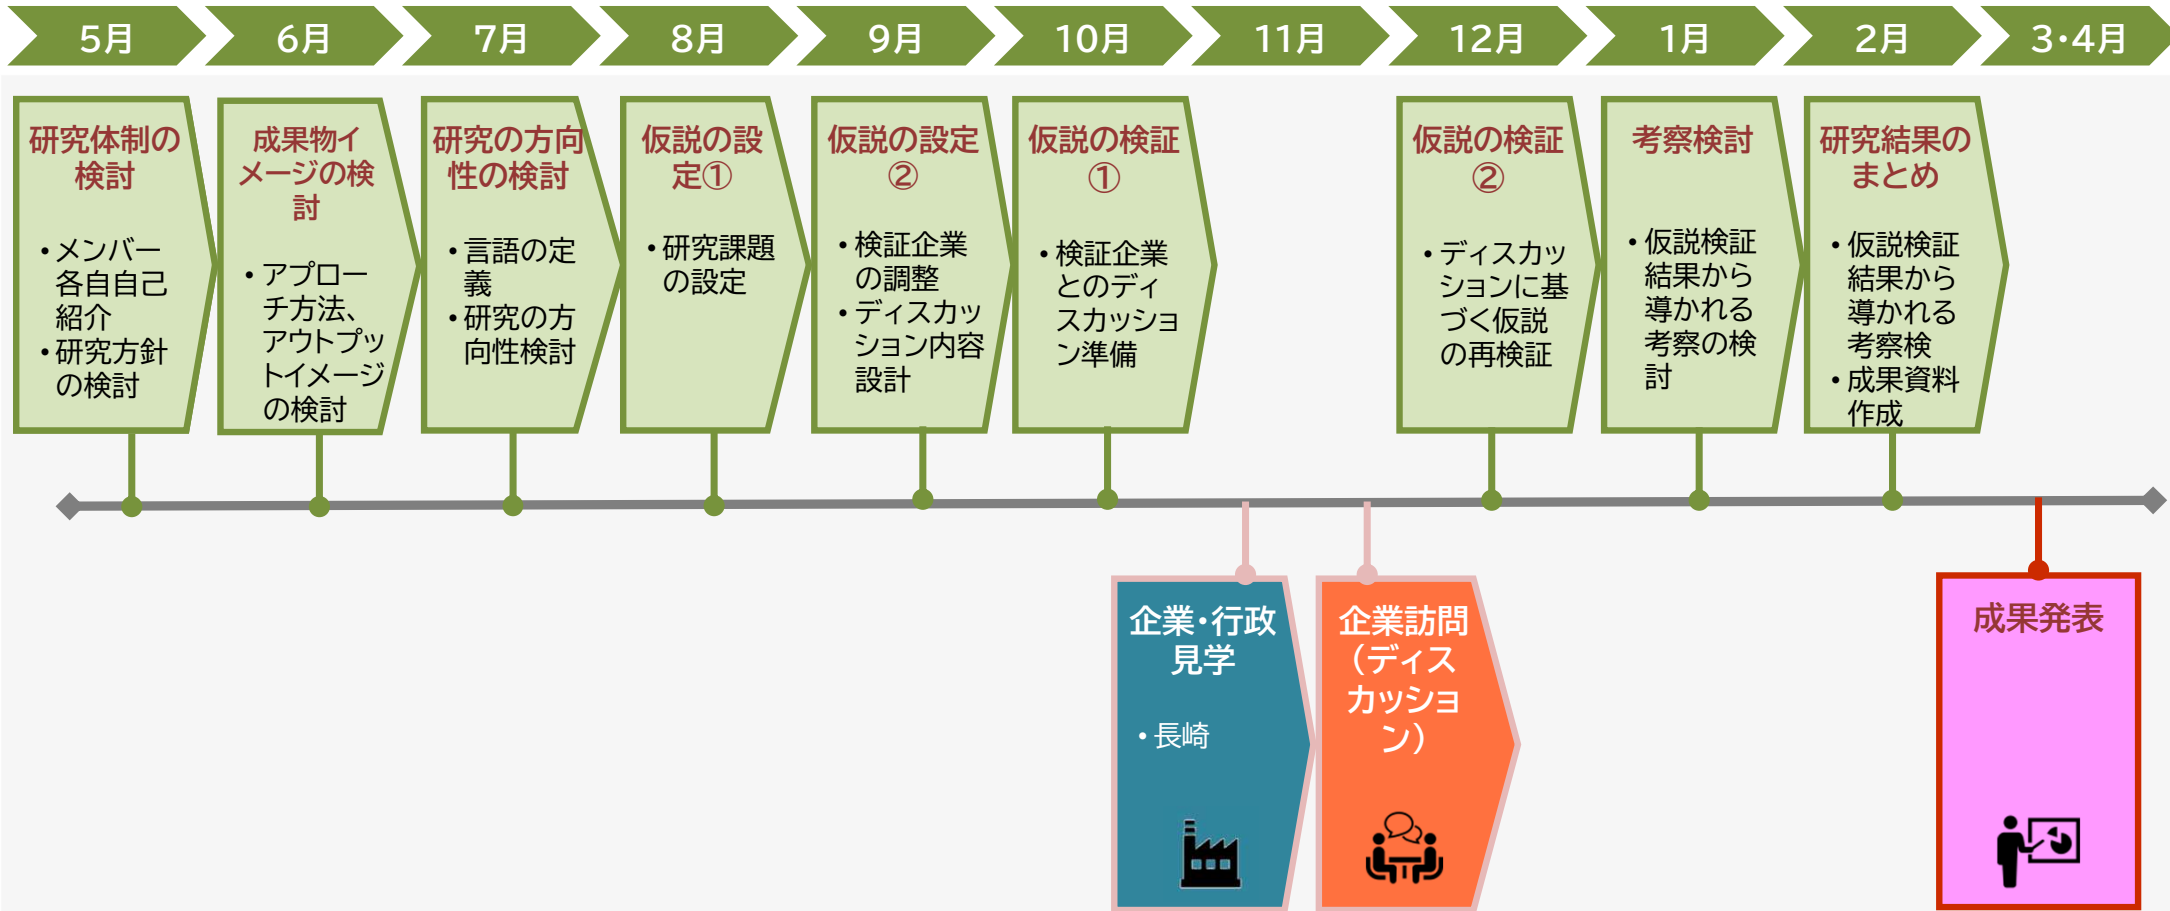 5月
6月
7月
8月
9月
10月
11月
12月
1月
2月
3・4月
研究体制の
検討
・メンバー
各自自己
紹介
・研究方針
の検討
成果物イ
メージの検
討
・アプロー
チ方法、
アウトプッ
トイメージ
の検討
研究の方向
性の検討
・言語の定
義
・研究の方
向性検討
仮説の設
定①
・研究課題
の設定
仮説の設定
②
・検証企業
の調整
・ディスカッ
ション内容
設計
仮説の検証
①
・検証企業
とのディ
スカッショ
ン準備
仮説の検証
②
・ディスカッ
ションに基
づく仮説
の再検証
考察検討
・仮説検証
結果から
導かれる
考察の検
討
研究結果の
まとめ
・仮説検証
結果から
導かれる
考察検
・成果資料
作成
企業・行政
見学
・長崎
企業訪問
（ディス
カッショ
ン）
成果発表